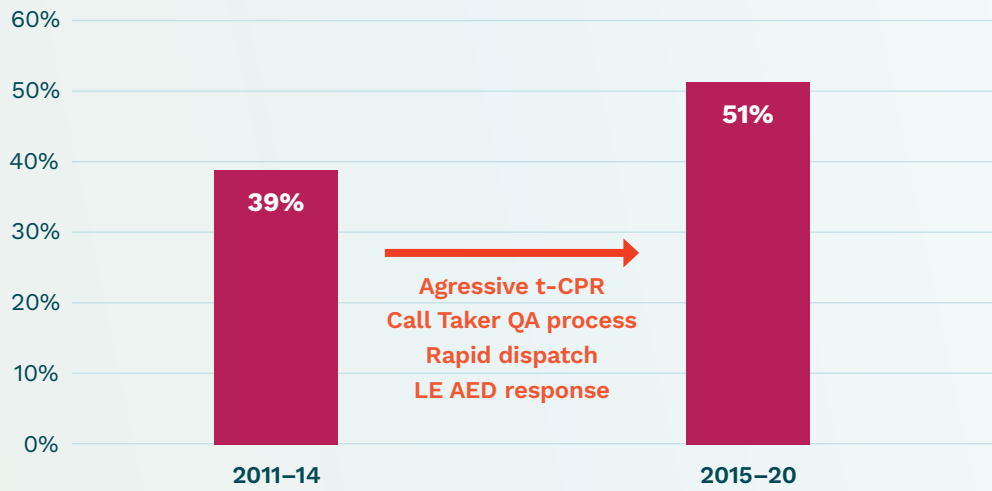 60%
50%
40%
30%
20%
10%
0%
39%
51%
Agressive t-CPR
Call Taker QA process
Rapid dispatch
LE AED response
2011–14
2015–20